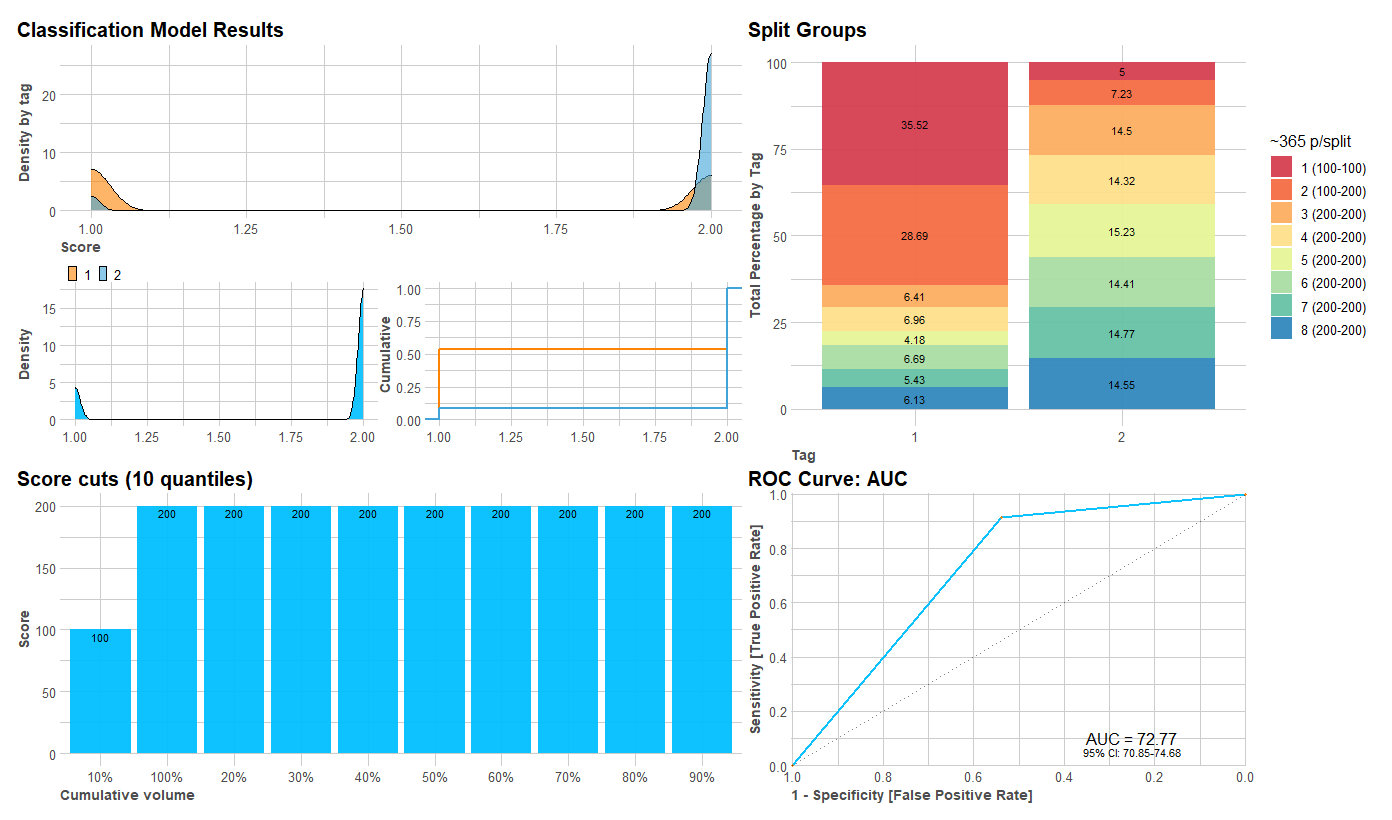 Classification Model Results
Density by tag
20
10
0
1.00 1.25 1.50 1.75 2.00
Score
1 2
Density
15
10
5
0
1.00 1.25 1.50 1.75 2.00
Cumulative
1.00
0.75
0.50
0.25
0.00
1.00 1.25 1.50 1.75 2.00
Split Groups
Total Percentage by Tag
100
75
50
25
0
35.52
28.69
6.41
6.96
4.18
6.69
5.43
6.13
5
7.23
14.5
14.32
15.23
14.41
14.77
14.55
1 2
Tag
~365 p/split
1 (100-100)
2 (100-200)
3 (200-200)
4 (200-200)
5 (200-200)
6 (200-200)
7 (200-200)
8 (200-200)
Score cuts (10 quantiles)
Score
200
150
100
50
0
100 200 200 200 200 200 200 200 200 200
10% 100% 20% 30% 40% 50% 60% 70% 80% 90%
Cumulative volume
ROC Curve: AUC
Sensitivity [True Positive Rate]
1.0
0.8
0.6
0.4
0.2
0.0
AUC = 72.77
95% CI: 70.85-74.68
1.0 0.8 0.6 0.4 0.2 0.0
1 - Specificity [False Positive Rate]